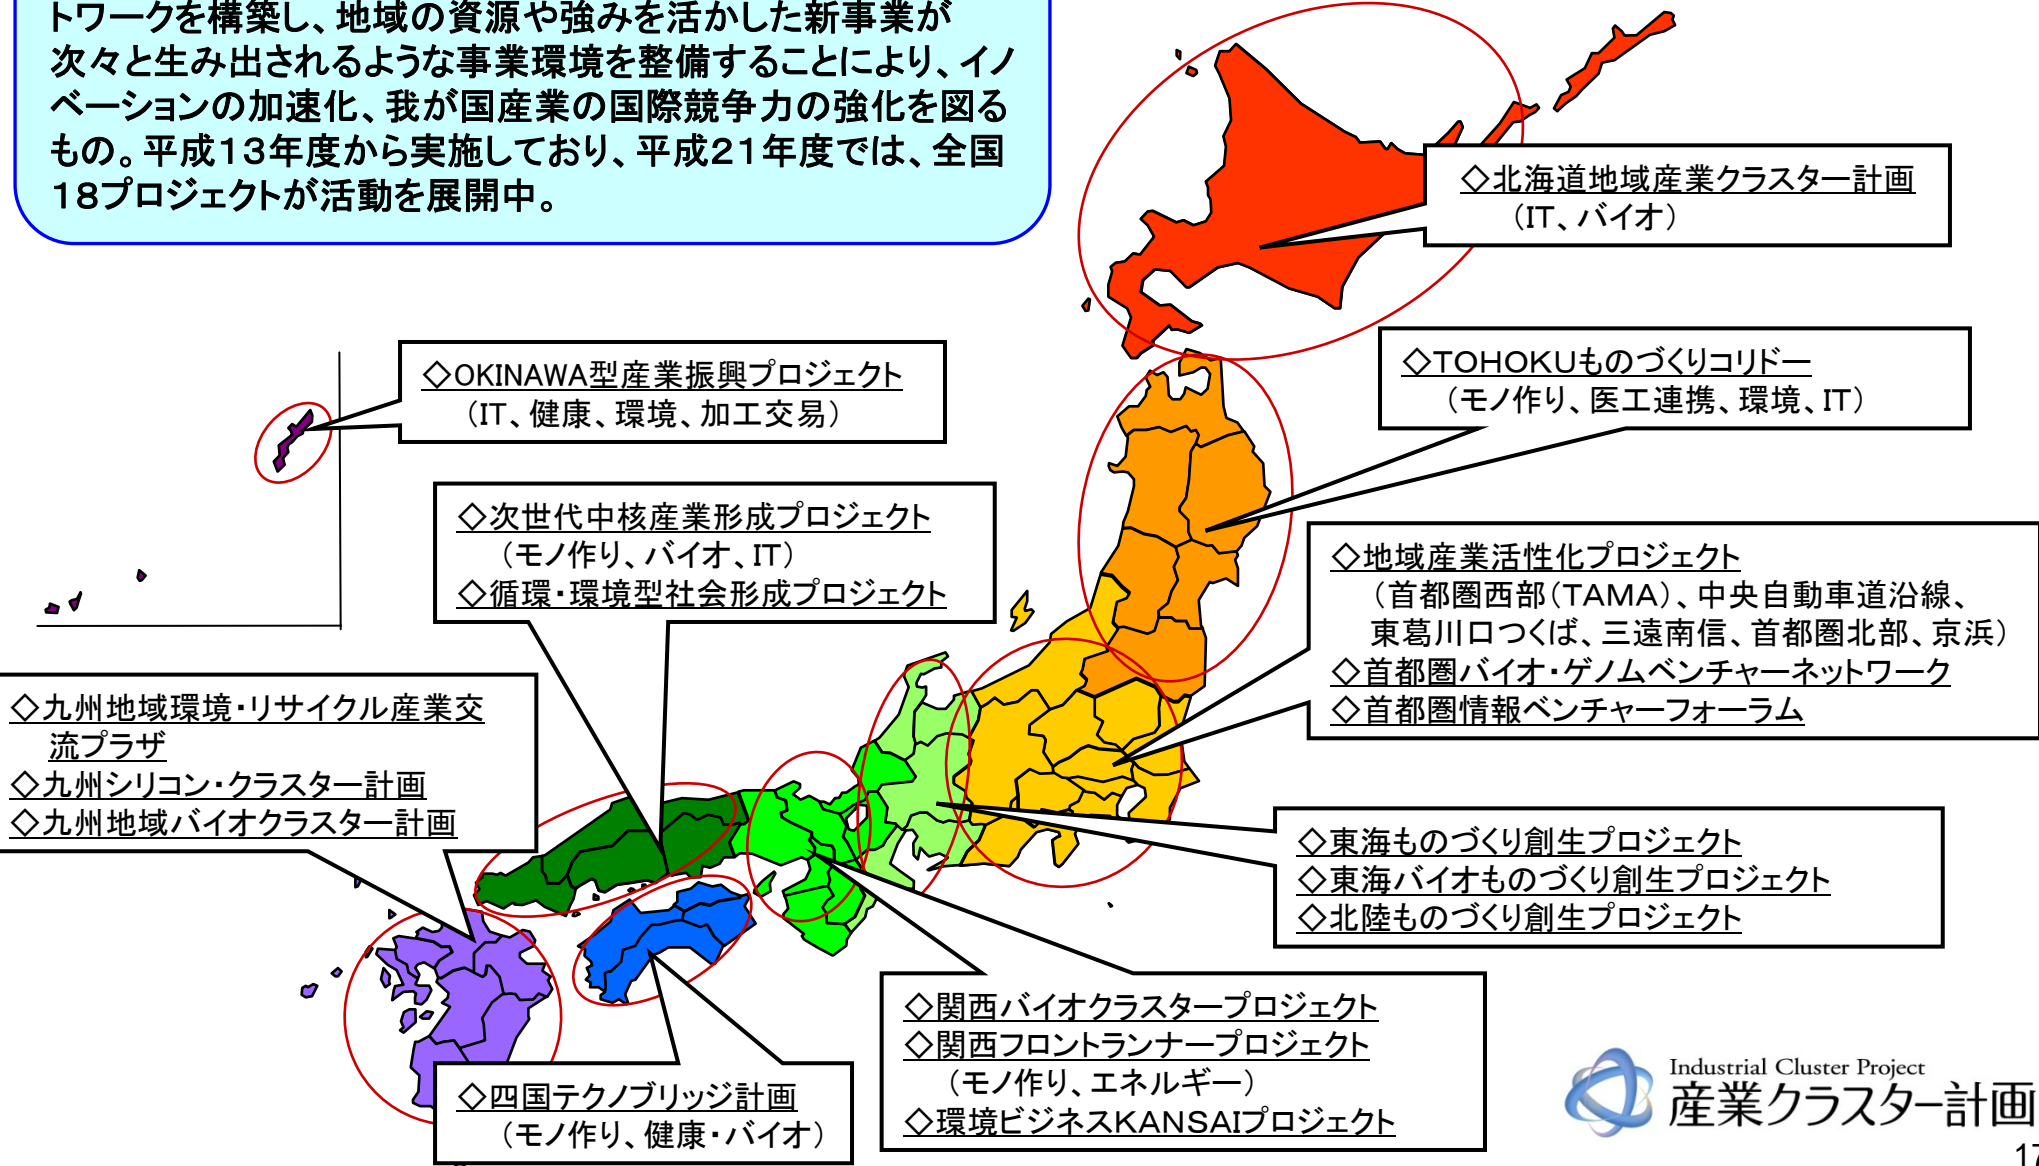 トワークを構築し、地域の資源や強みを活かした新事業が
次々と生み出されるような事業環境を整備することにより、イノ
ベーションの加速化、我が国産業の国際競争力の強化を図る
もの。平成13年度から実施しており、平成21年度では、全国
18プロジェクトが活動を展開中。
◇北海道地域産業クラスター計画
（IT、バイオ）
◇OKINAWA型産業振興プロジェクト
（IT、健康、環境、加工交易）
◇TOHOKUものづくりコリドー
（モノ作り、医工連携、環境、IT）
◇次世代中核産業形成プロジェクト
（モノ作り、バイオ、IT）
◇循環・環境型社会形成プロジェクト
◇地域産業活性化プロジェクト
（首都圏西部（TAMA）、中央自動車道沿線、
東葛川口つくば、三遠南信、首都圏北部、京浜）
◇首都圏バイオ・ゲノムベンチャーネットワーク
◇首都圏情報ベンチャーフォーラム
◇九州地域環境・リサイクル産業交
流プラザ
◇九州シリコン・クラスター計画
◇九州地域バイオクラスター計画
◇東海ものづくり創生プロジェクト
◇東海バイオものづくり創生プロジェクト
◇北陸ものづくり創生プロジェクト
◇関西バイオクラスタープロジェクト
◇関西フロントランナープロジェクト
（モノ作り、エネルギー）
◇環境ビジネスKANSAIプロジェクト
◇四国テクノブリッジ計画
（モノ作り、健康・バイオ）
Industrial Cluster Project
産業クラスター計画
17